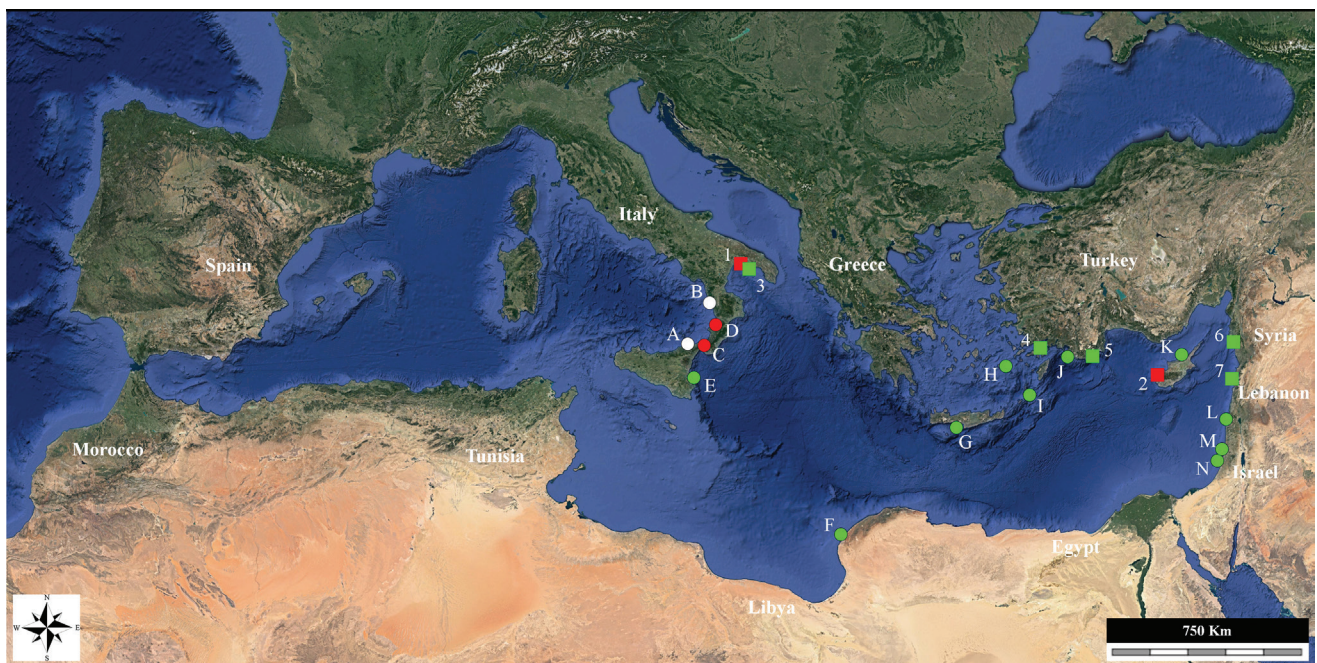 Italy
1
Spain
Greece
3
Turkey
B
D
A
C
4
5
6
Syria
K
J
H
E
2
7
Lebanon
I
L
G
Morocco
Tunisia
M
N
Israel
F
Egypt
Libya
N
W
E
S
750 Km